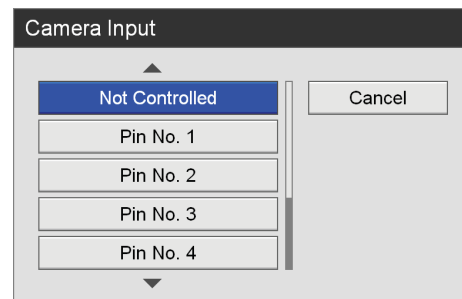 Camera Input
Not Controlled
Cancel
Pin No. 1
Pin No. 2
Pin No. 3
Pin No. 4